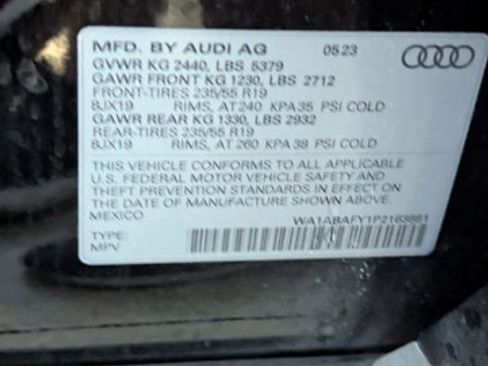 MFD. BY AUDI AG 05 23
GVWR KG 2440, LBS 5379
GAWR FRONT KG 1230, LBS 2712
FRONT-TIRES 235/55 R19
8JX19 RIMS, AT 240 KPA 35 PSI COLD
GAWR REAR KG 1330, LBS 2932
REAR-TIRES 235/55 R19
8JX19 RIMS, AT 260 KPA 38 PSI COLD
THIS VEHICLE CONFORMS TO ALL APPLICABLE
U.S. FEDERAL MOTOR VEHICLE SAFETY AND
THEFT PREVENTION STANDARDS IN EFFECT ON
THE DATE OF MANUFACTURE SHOWN ABOVE.
MEXICO
TYPE:
MPV